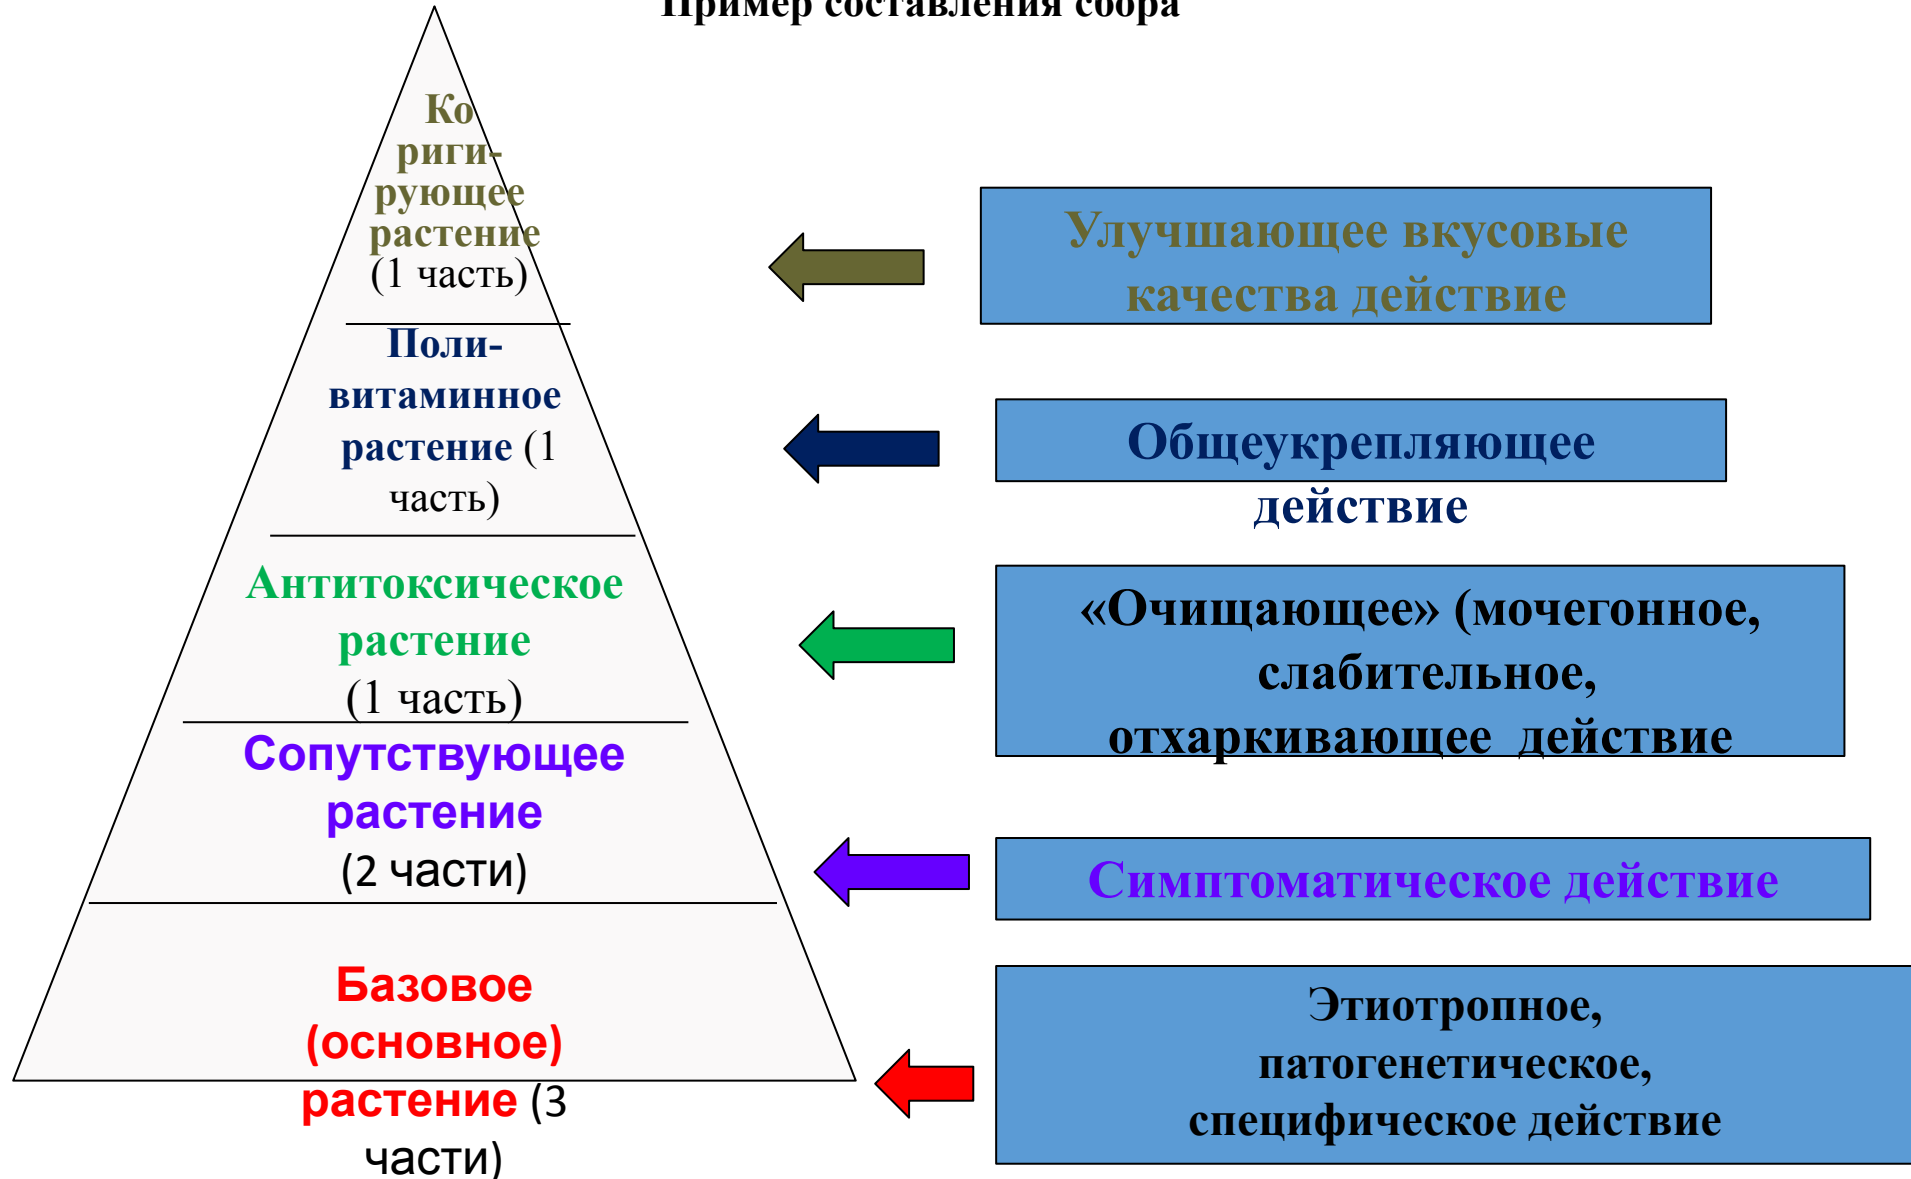 Пример составления сбора
Ко
риги-
рующее
растение
(1 часть)
Улучшающее вкусовые
качества действие
Поли-
витаминное
растение (1
часть)
Общеукрепляющее
действие
Антитоксическое
растение
(1 часть)
«Очищающее» (мочегонное,
слабительное,
отхаркивающее действие
Сопутствующее
растение
(2 части)
Симптоматическое действие
Базовое
(основное)
растение (3
части)
Этиотропное,
патогенетическое,
специфическое действие